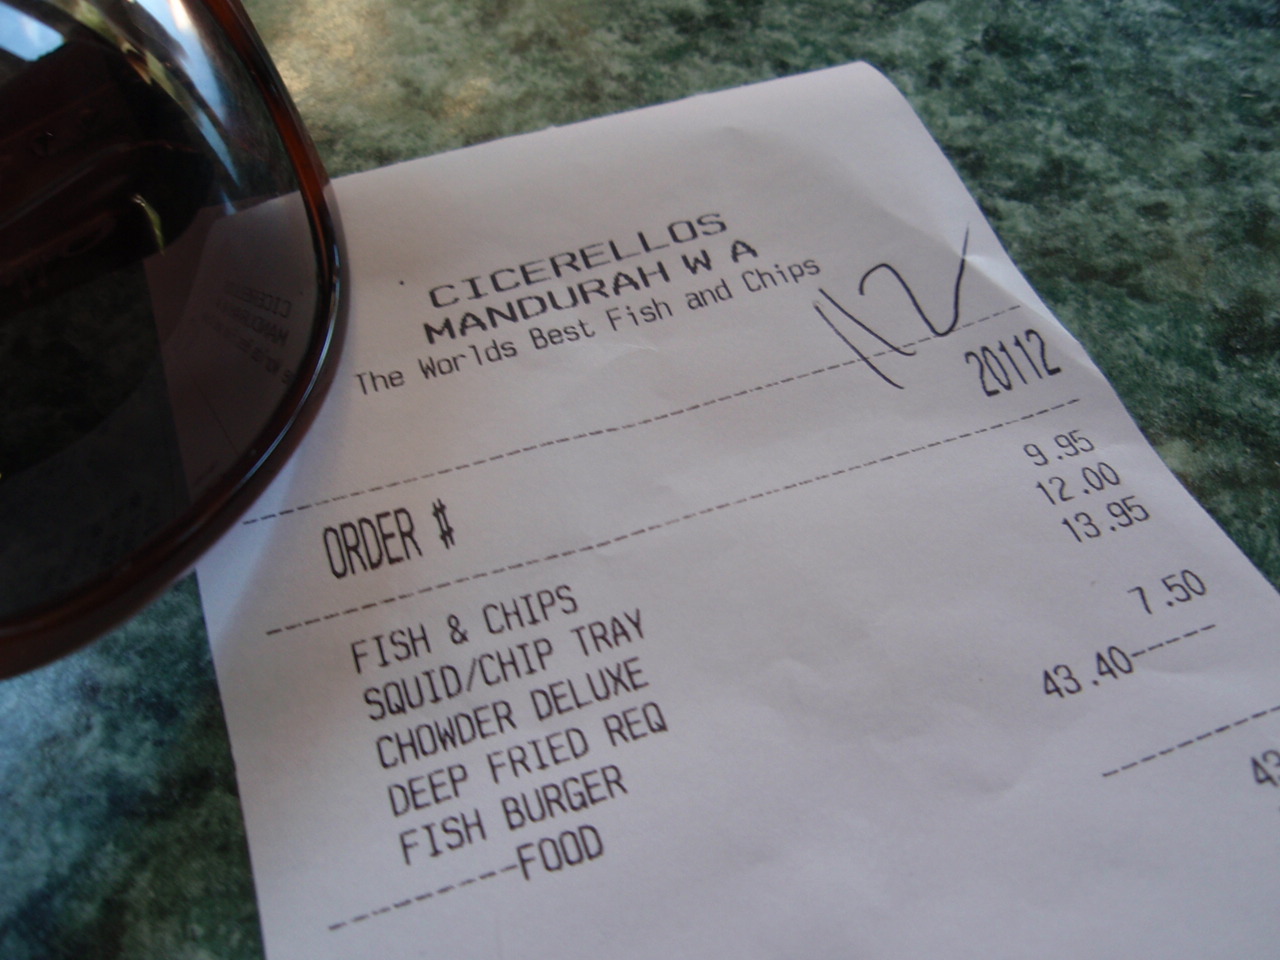 CICERELLOS
MANDURAH W A
The Worlds Best Fish and Chips
12
ORDER # 20112
FISH & CHIPS 9.95
SQUID/CHIP TRAY 12.00
CHOWDER DELUXE 13.95
DEEP FRIED REQ
FISH BURGER 7.50
--------FOOD 43.40------
43